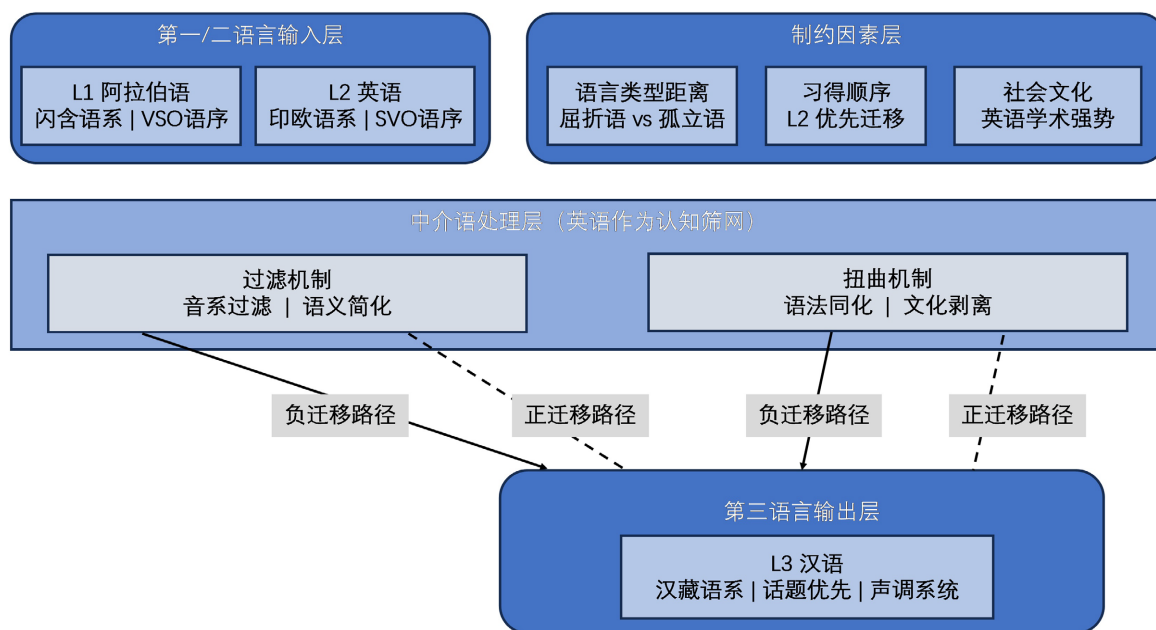 第一/二语言输入层
L1 阿拉伯语
闪含语系 | VSO语序
L2 英语
印欧语系 | SVO语序
制约因素层
语言类型距离
屈折语 vs 孤立语
习得顺序
L2 优先迁移
社会文化
英语学术强势
中介语处理层（英语作为认知筛网）
过滤机制
音系过滤 | 语义简化
扭曲机制
语法同化 | 文化剥离
负迁移路径
正迁移路径
负迁移路径
正迁移路径
第三语言输出层
L3 汉语
汉藏语系 | 话题优先 | 声调系统